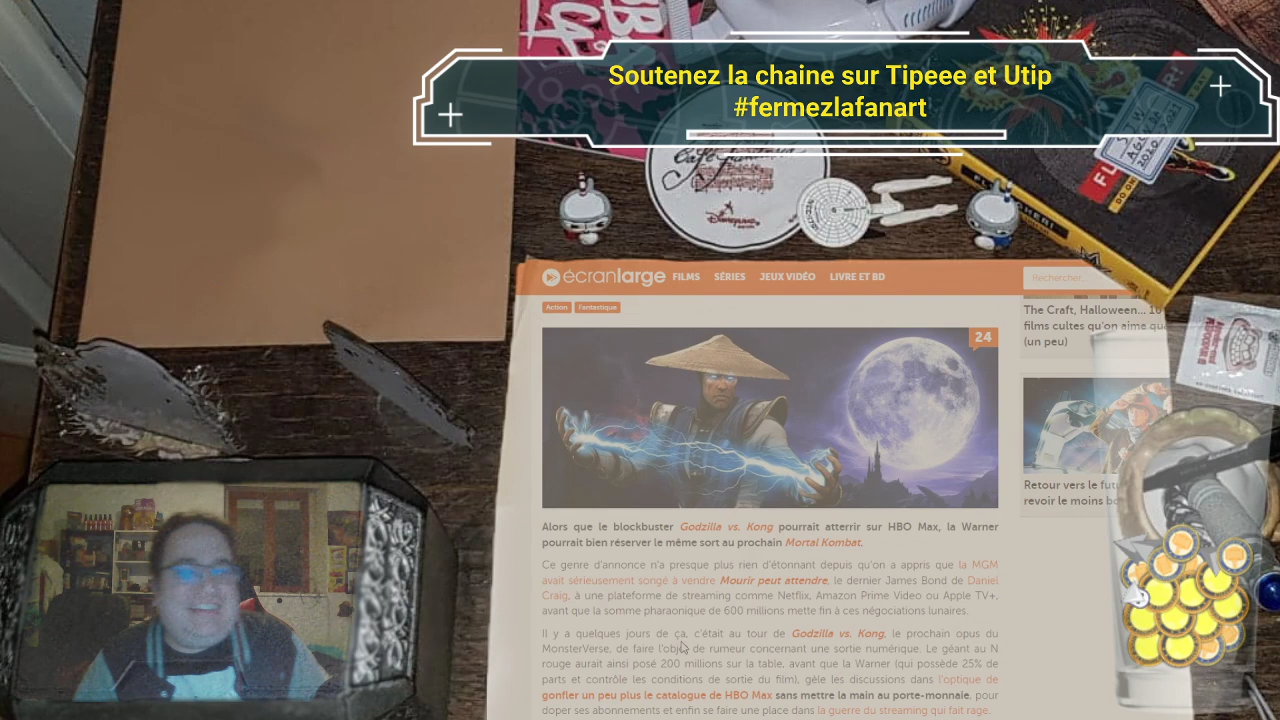 Soutenez la chaine sur Tipeee et Utip
#fermezlafanart
écranlarge FILMS SÉRIES JEUX VIDÉO LIVRE ET BD Rechercher...
Action Fantastique
24
The Craft, Halloween... 10
films cultes qu'on aime
(un peu)
Retour vers le
revoir le moins
Alors que le blockbuster Godzilla vs. Kong pourrait atterrir sur HBO Max, la Warner
pourrait bien réserver le même sort au prochain Mortal Kombat.
Ce genre d'annonce n'a presque plus rien d'étonnant depuis qu'on a appris que la MGM
avait sérieusement songé à vendre Mourir peut attendre, le dernier James Bond de Daniel
Craig, à une plateforme de streaming comme Netflix, Amazon Prime Video ou Apple TV+,
avant que la somme pharaonique de 600 millions mette fin à ces négociations lunaires.
Il y a quelques jours de ça, c'était au tour de Godzilla vs. Kong, le prochain opus du
MonsterVerse, de faire l'objet de rumeur concernant une sortie numérique. Le géant au N
rouge aurait ainsi posé 200 millions sur la table, avant que la Warner (qui possède 25% de
parts et contrôle les conditions de sortie du film), gèle les discussions dans l'optique de
gonfler un peu plus le catalogue de HBO Max sans mettre la main au porte-monnaie, pour
doper ses abonnements et enfin se faire une place dans la guerre du streaming qui fait rage.